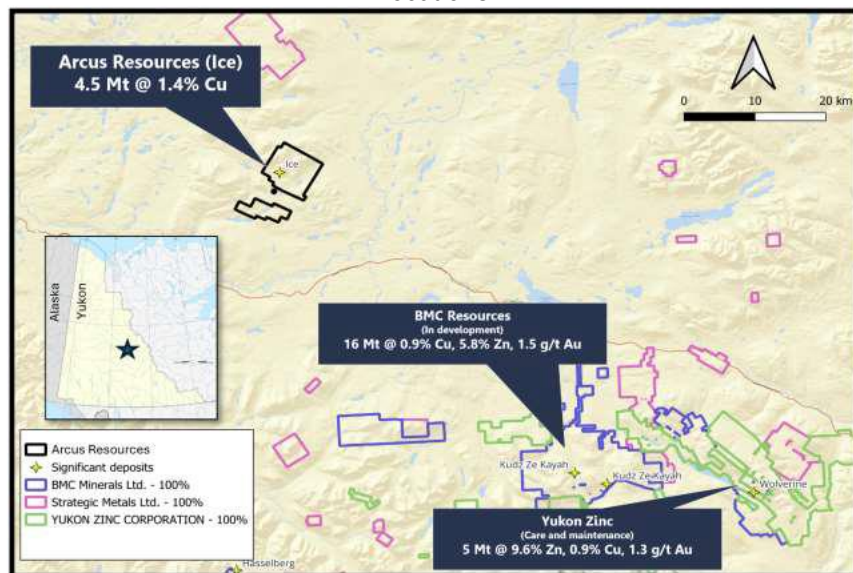 Arcus Resources (Ice)
4.5 Mt @ 1.4% Cu
0 10 20 km
Ice
Alaska
Yukon
BMC Resources
(In development)
16 Mt @ 0.9% Cu, 5.8% Zn, 1.5 g/t Au
Arcus Resources
Significant deposits
BMC Minerals Ltd. - 100%
Strategic Metals Ltd. - 100%
YUKON ZINC CORPORATION - 100%
Kudz Ze Kayah
Kudz Ze Kayah
Wolverine
Yukon Zinc
(Care and maintenance)
5 Mt @ 9.6% Zn, 0.9% Cu, 1.3 g/t Au
Hasselberg